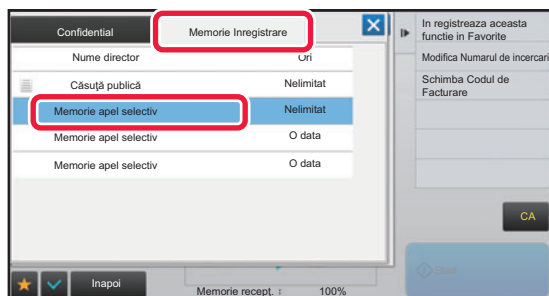 Confidential
Memorie Inregistrare
Nume director Ori
Căsuţă publică Nelimitat
Memorie apel selectiv Nelimitat
Memorie apel selectiv O data
Memorie apel selectiv O data
Inapoi
Memorie recepţ. : 100%
In registreaza aceasta
functie in Favorite
Modifica Numarul de incercari
Schimba Codul de
Facturare
CA
Start